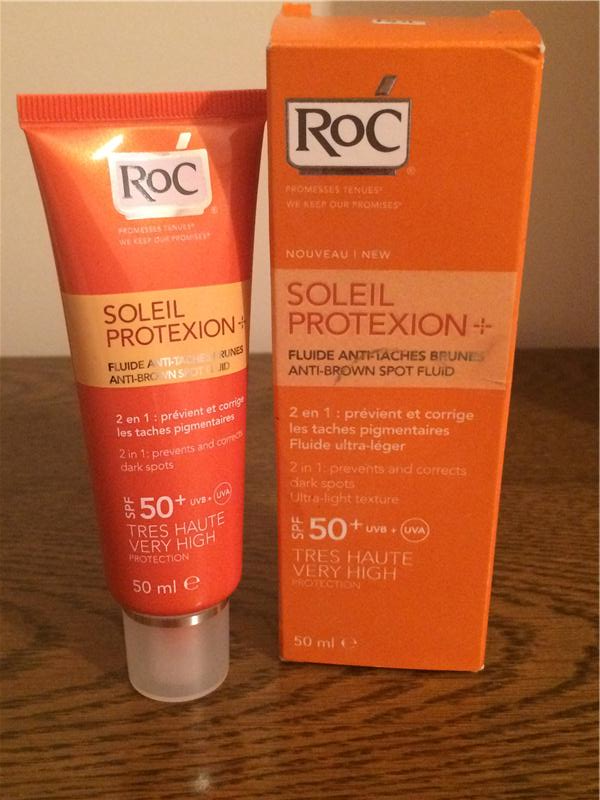 RoC
®
PROMESSES TENUES®
WE KEEP OUR PROMISES®
SOLEIL
PROTEXION+
FLUIDE ANTI-TACHES BRUNES
ANTI-BROWN SPOT FLUID
2 en 1 : prévient et corrige
les taches pigmentaires
2 in 1: prevents and corrects
dark spots
SPF 50+ UVB + UVA
TRES HAUTE
VERY HIGH
PROTECTION
50 ml ℮
RoC
®
PROMESSES TENUES®
WE KEEP OUR PROMISES®
NOUVEAU | NEW
SOLEIL
PROTEXION+
FLUIDE ANTI-TACHES BRUNES
ANTI-BROWN SPOT FLUID
2 en 1 : prévient et corrige
les taches pigmentaires
Fluide ultra-léger
2 in 1: prevents and corrects
dark spots
Ultra-light texture
SPF 50+ UVB + UVA
TRES HAUTE
VERY HIGH
PROTECTION
50 ml ℮